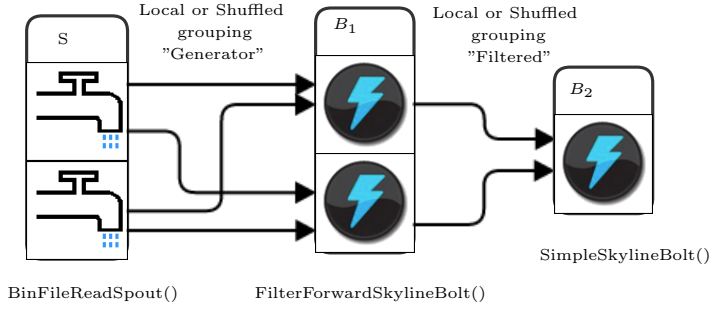 S
Local or Shuffled
grouping
"Generator"
B1
Local or Shuffled
grouping
"Filtered"
B2
BinFileReadSpout()
FilterForwardSkylineBolt()
SimpleSkylineBolt()